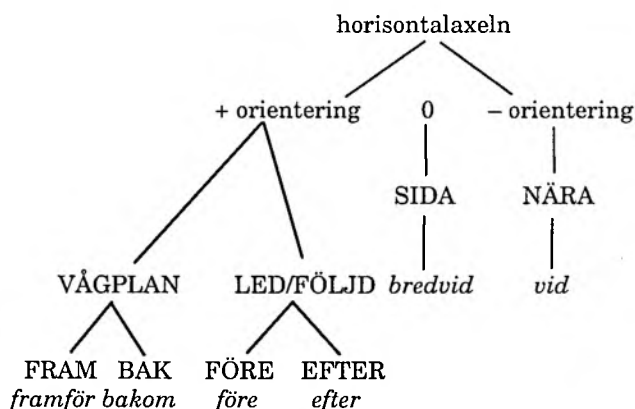 horisontalaxeln
+ orientering 0 – orientering
SIDA NÄRA
VÅGPLAN LED/FÖLJD bredvid vid
FRAM BAK FÖRE EFTER
framför bakom före efter